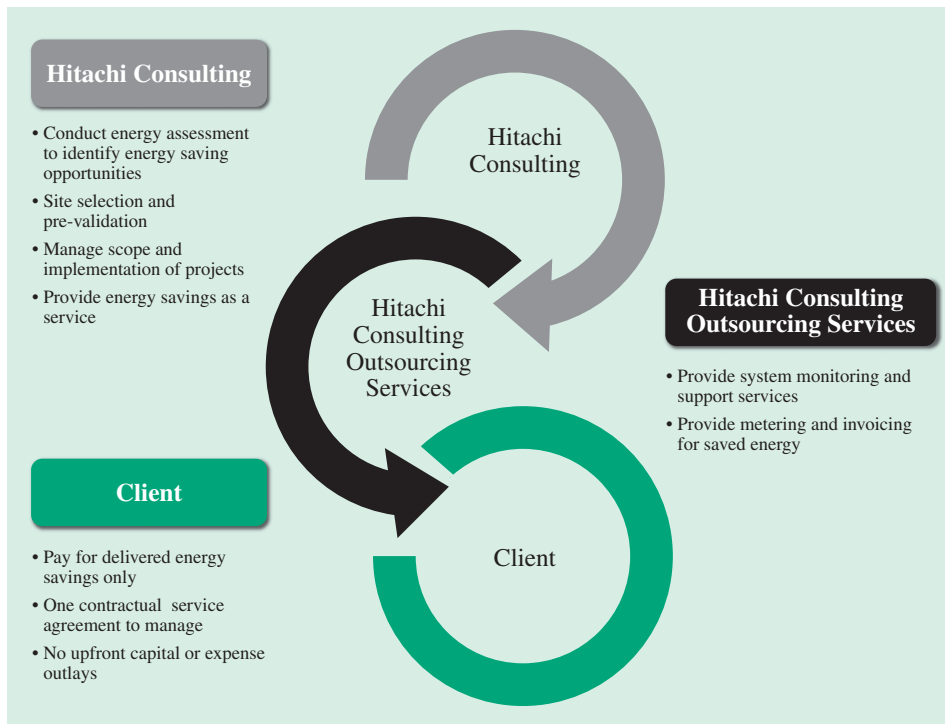 Hitachi Consulting
• Conduct energy assessment
to identify energy saving
opportunities
• Site selection and
pre-validation
• Manage scope and
implementation of projects
• Provide energy savings as a
service
Hitachi
Consulting
Hitachi
Consulting
Outsourcing
Services
Hitachi Consulting
Outsourcing Services
• Provide system monitoring and
support services
• Provide metering and invoicing
for saved energy
Client
• Pay for delivered energy
savings only
• One contractual service
agreement to manage
• No upfront capital or expense
outlays
Client